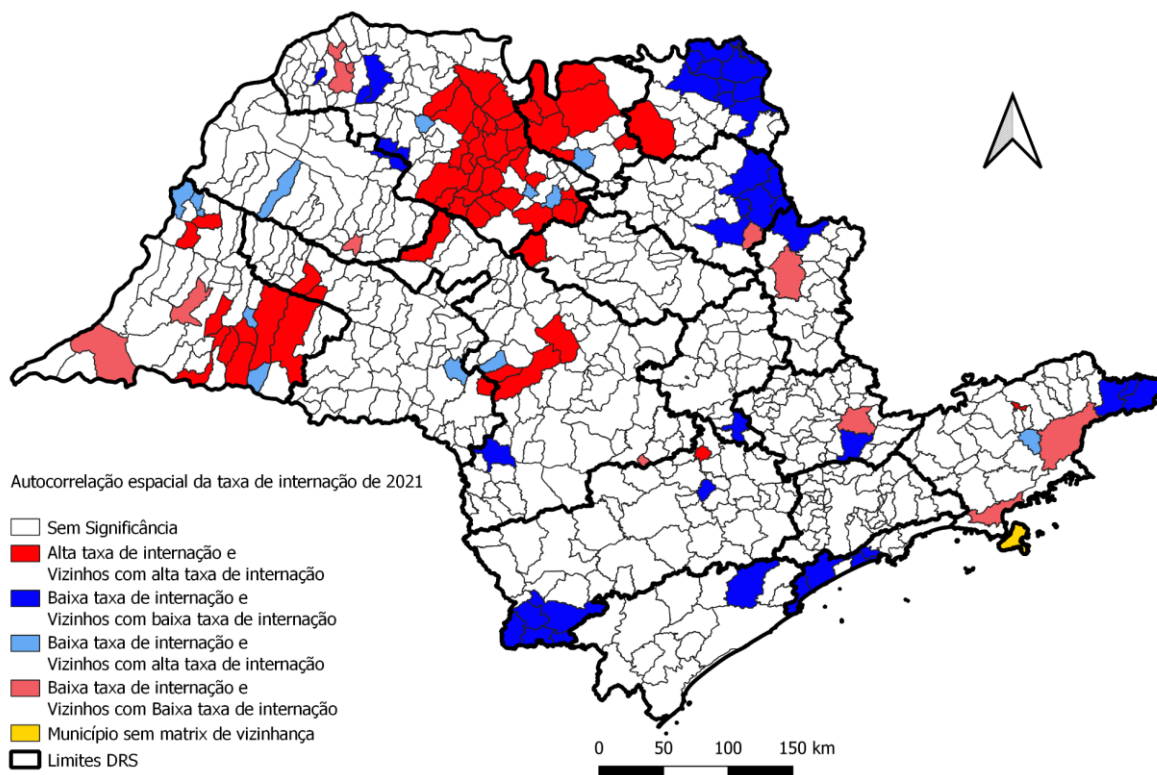 Autocorrelação espacial da taxa de internação de 2021
Sem Significância
Alta taxa de internação e
Vizinhos com alta taxa de internação
Baixa taxa de internação e
Vizinhos com baixa taxa de internação
Baixa taxa de internação e
Vizinhos com alta taxa de internação
Baixa taxa de internação e
Vizinhos com Baixa taxa de internação
Município sem matrix de vizinhança
Limites DRS
0 50 100 150 km